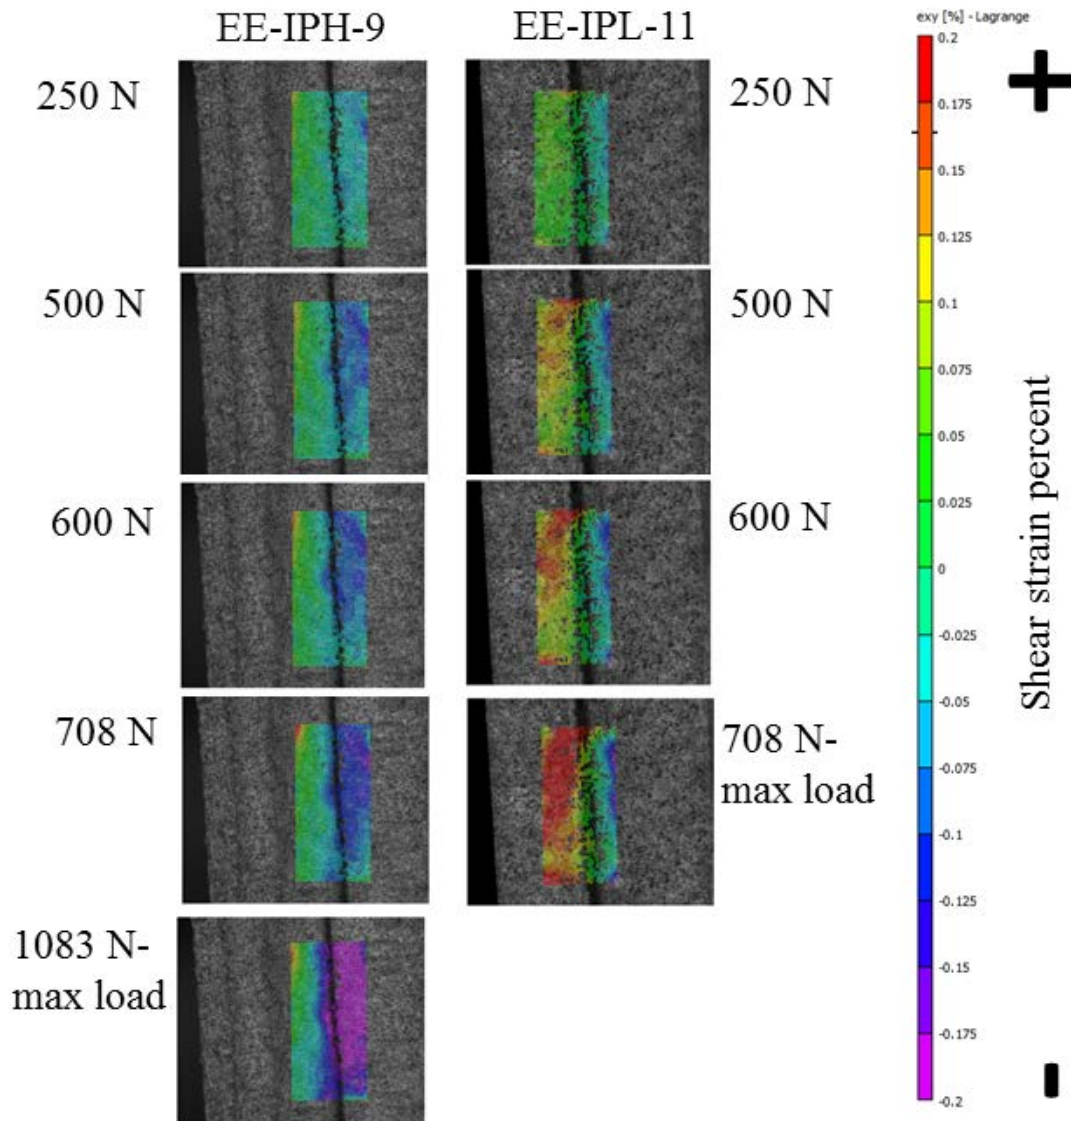 EE-IPH-9
EE-IPL-11
250 N
250 N
500 N
500 N
600 N
600 N
708 N
708 N-
max load
1083 N-
max load
exy [%] - Lagrange
0.2
0.175
0.15
0.125
0.1
0.075
0.05
0.025
0
-0.025
-0.05
-0.075
-0.1
-0.125
-0.15
-0.175
-0.2
+
Shear strain percent
-